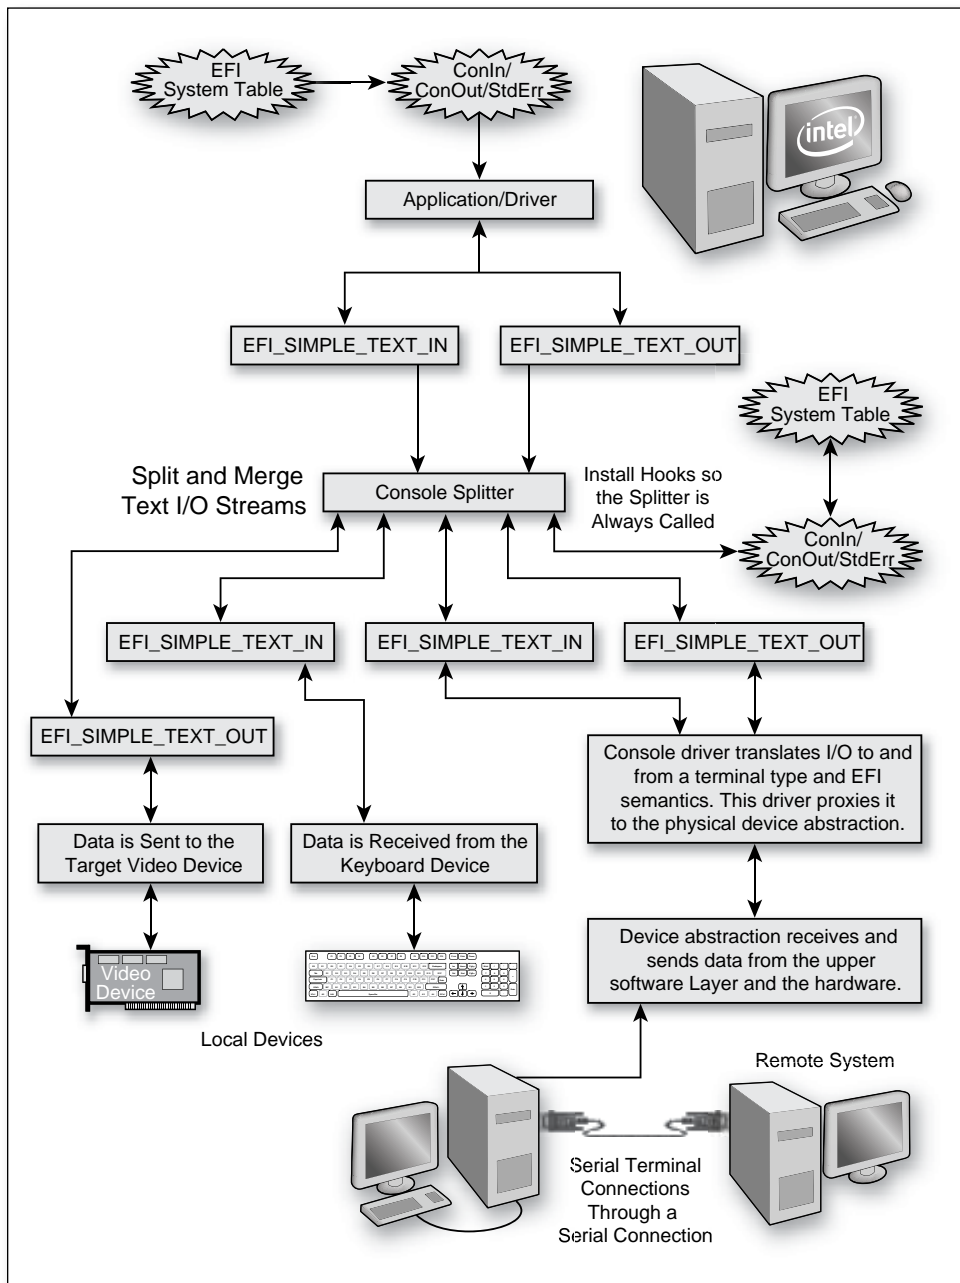 EFI
System Table
ConIn/
ConOut/StdErr
intel
Application/Driver
EFI_SIMPLE_TEXT_IN
EFI_SIMPLE_TEXT_OUT
EFI
System Table
Split and Merge
Text I/O Streams
Console Splitter
Install Hooks so
the Splitter is
Always Called
ConIn/
ConOut/StdErr
EFI_SIMPLE_TEXT_IN
EFI_SIMPLE_TEXT_IN
EFI_SIMPLE_TEXT_OUT
EFI_SIMPLE_TEXT_OUT
Console driver translates I/O to and
from a terminal type and EFI
semantics. This driver proxies it
to the physical device abstraction.
Data is Sent to the
Target Video Device
Data is Received from the
Keyboard Device
Device abstraction receives and
sends data from the upper
software Layer and the hardware.
Video
Device
Local Devices
Remote System
Serial Terminal
Connections
Through a
Serial Connection